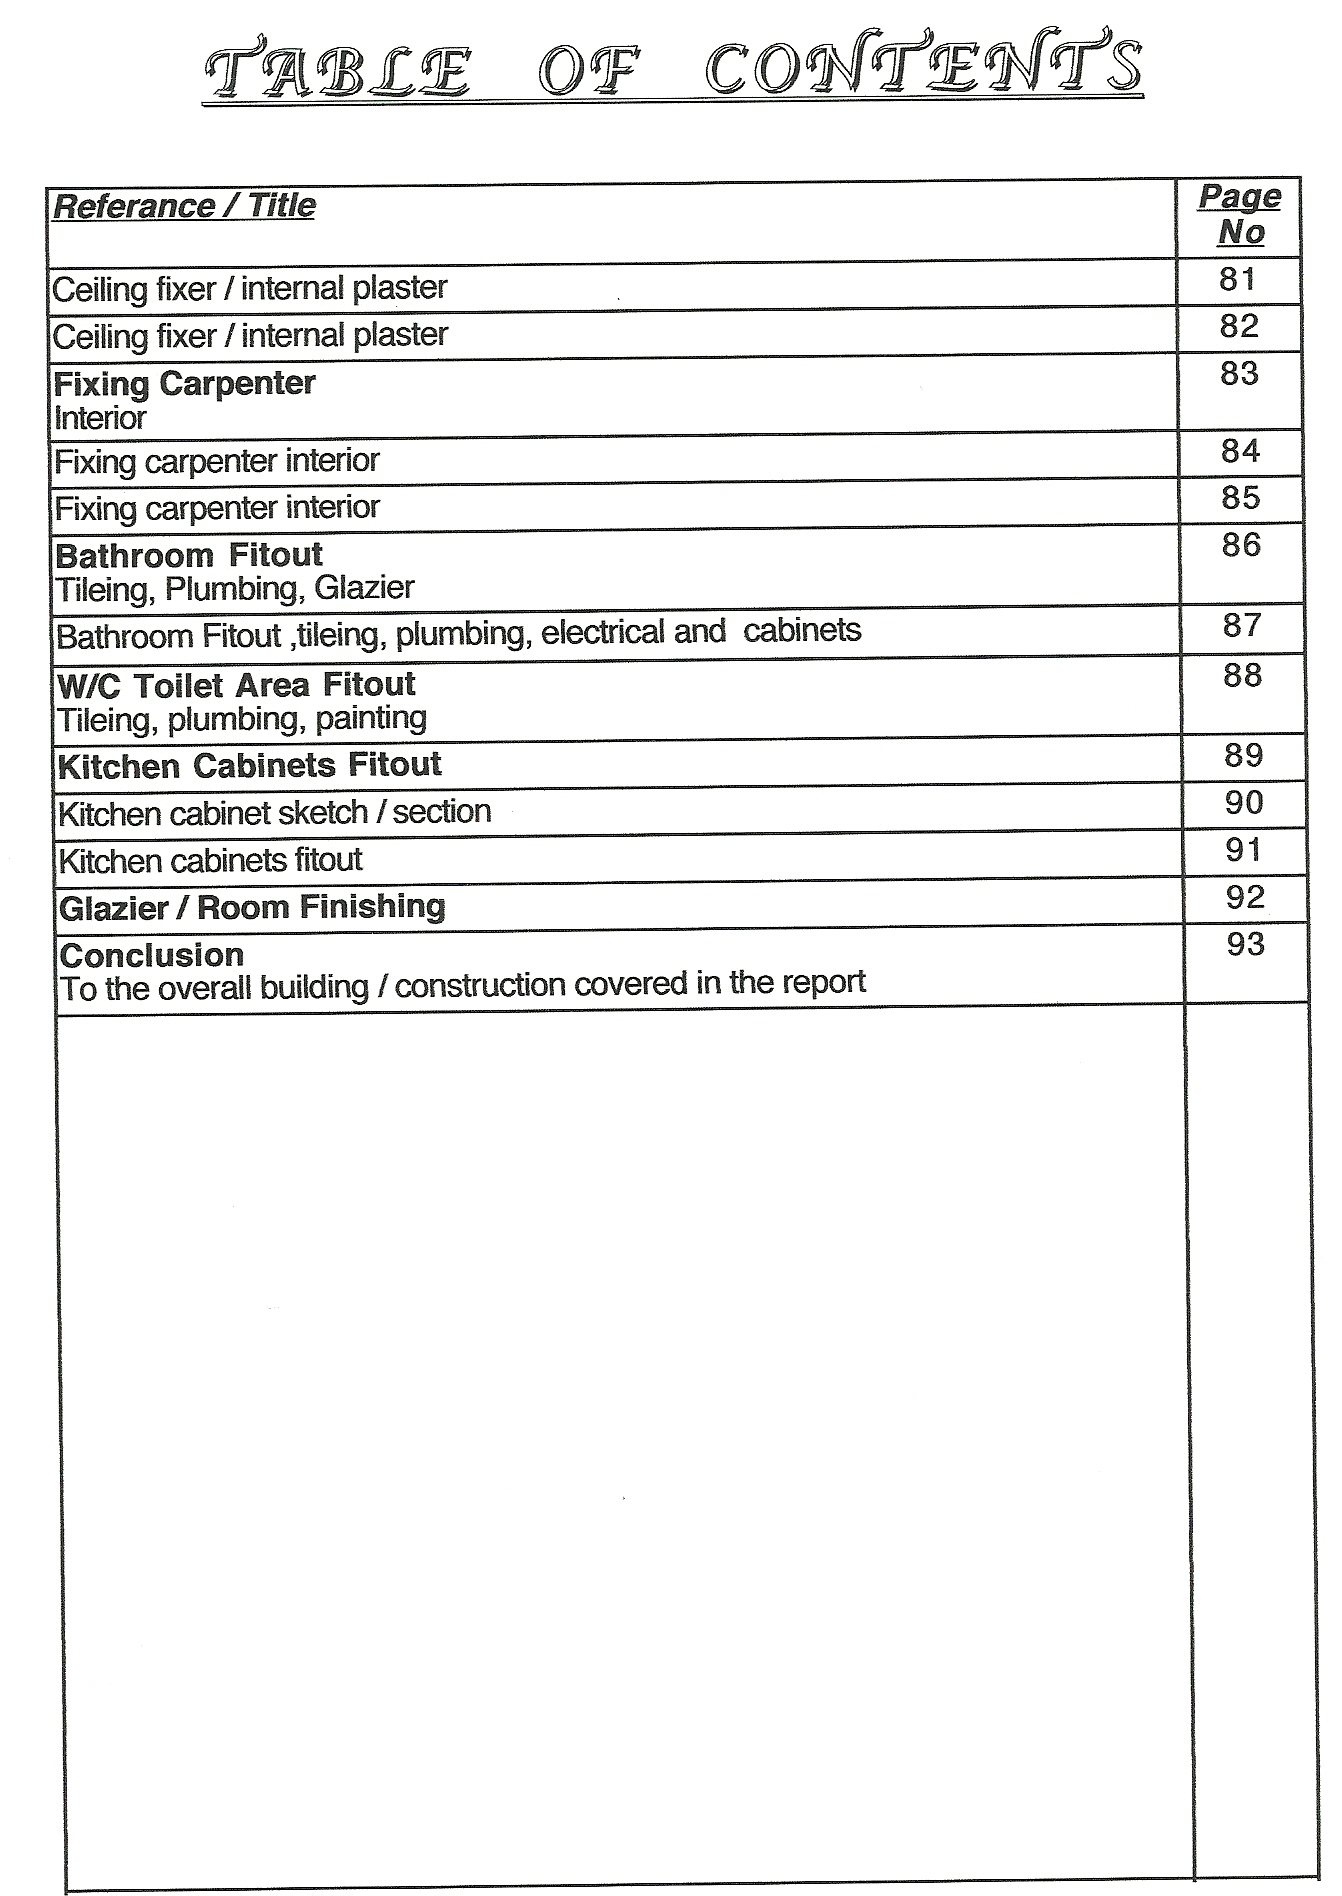 TABLE OF CONTENTS
Referance / Title Page No
Ceiling fixer / internal plaster 81
Ceiling fixer / internal plaster 82
Fixing Carpenter 83
Interior
Fixing carpenter interior 84
Fixing carpenter interior 85
Bathroom Fitout 86
Tileing, Plumbing, Glazier
Bathroom Fitout ,tileing, plumbing, electrical and cabinets 87
W/C Toilet Area Fitout 88
Tileing, plumbing, painting
Kitchen Cabinets Fitout 89
Kitchen cabinet sketch / section 90
Kitchen cabinets fitout 91
Glazier / Room Finishing 92
Conclusion 93
To the overall building / construction covered in the report